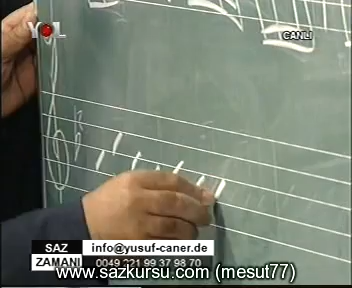 YOL
CANLI
SAZ info@yusuf-caner.de
ZAMANI 0049 221 99 37 98 70
www.sazkursu.com (mesut77)